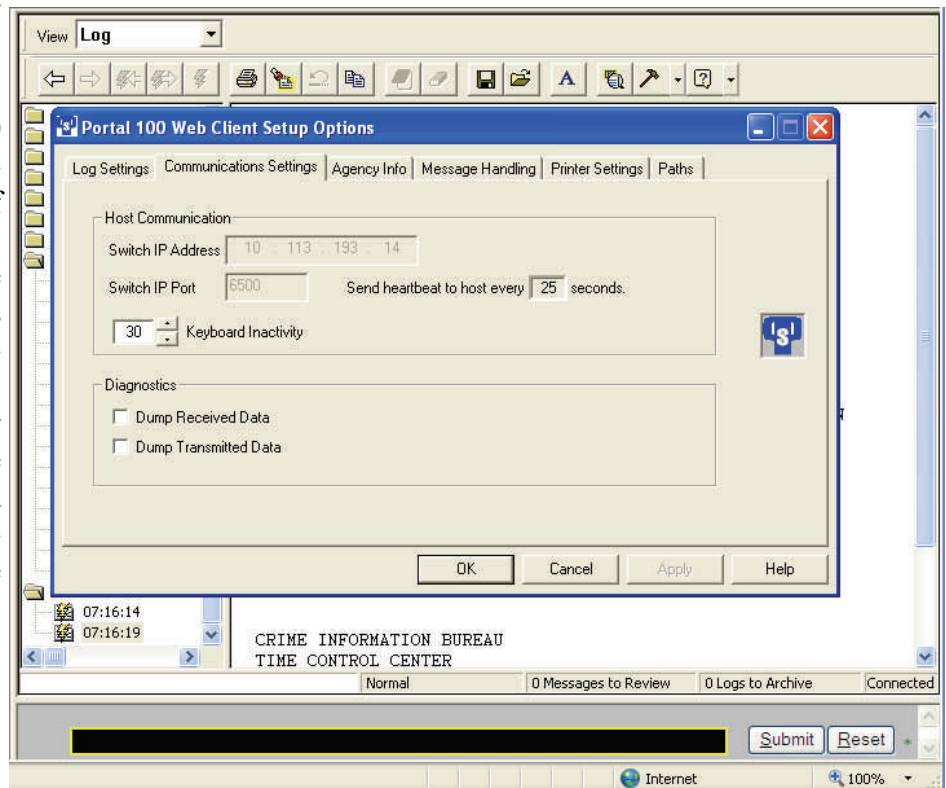 View Log
A
Portal 100 Web Client Setup Options
Log Settings Communications Settings Agency Info Message Handling Printer Settings Paths
Host Communication
Switch IP Address 10 . 113 . 193 . 14
Switch IP Port 6500 Send heartbeat to host every 25 seconds.
30 Keyboard Inactivity
Diagnostics
Dump Received Data
Dump Transmitted Data
OK Cancel Apply Help
07:16:14
07:16:19
CRIME INFORMATION BUREAU
TIME CONTROL CENTER
Normal 0 Messages to Review 0 Logs to Archive Connected
Submit Reset *
Internet 100%